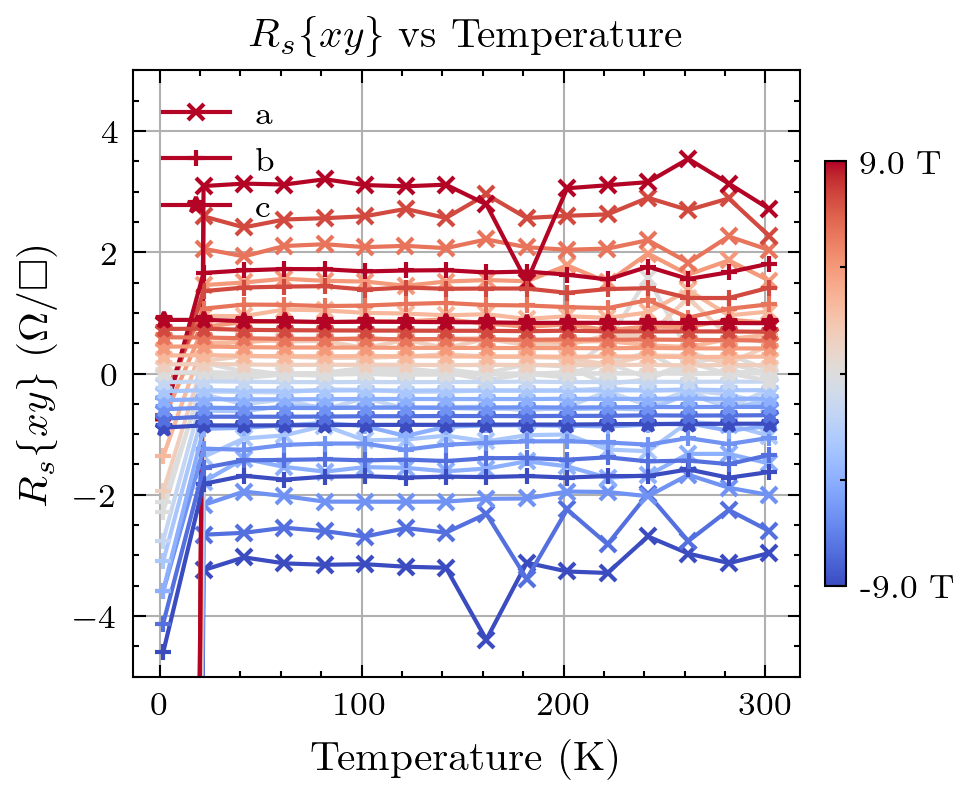 R_s{xy} vs Temperature
a
b
c
4
2
0
−2
−4
R_s{xy} (Ω/□)
0 100 200 300
Temperature (K)
9.0 T
-9.0 T